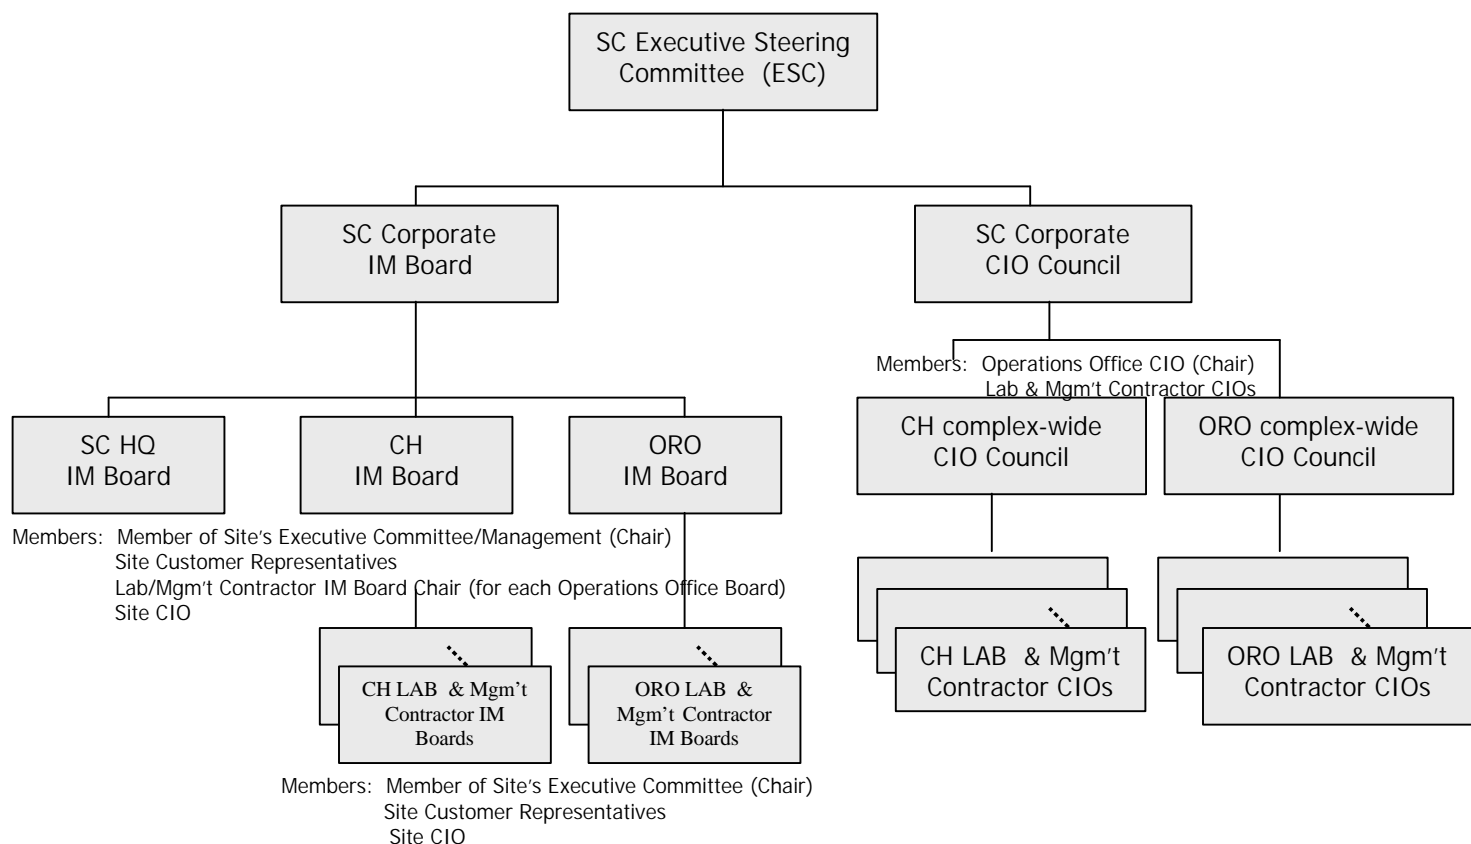 SC Executive Steering
Committee (ESC)
SC Corporate
IM Board
SC Corporate
CIO Council
Members: Operations Office CIO (Chair)
Lab & Mgm't Contractor CIOs
SC HQ
IM Board
CH
IM Board
ORO
IM Board
CH complex-wide
CIO Council
ORO complex-wide
CIO Council
Members: Member of Site's Executive Committee/Management (Chair)
Site Customer Representatives
Lab/Mgm't Contractor IM Board Chair (for each Operations Office Board)
Site CIO
CH LAB & Mgm't
Contractor IM
Boards
ORO LAB &
Mgm't Contractor
IM Boards
CH LAB & Mgm't
Contractor CIOs
ORO LAB & Mgm't
Contractor CIOs
Members: Member of Site's Executive Committee (Chair)
Site Customer Representatives
Site CIO